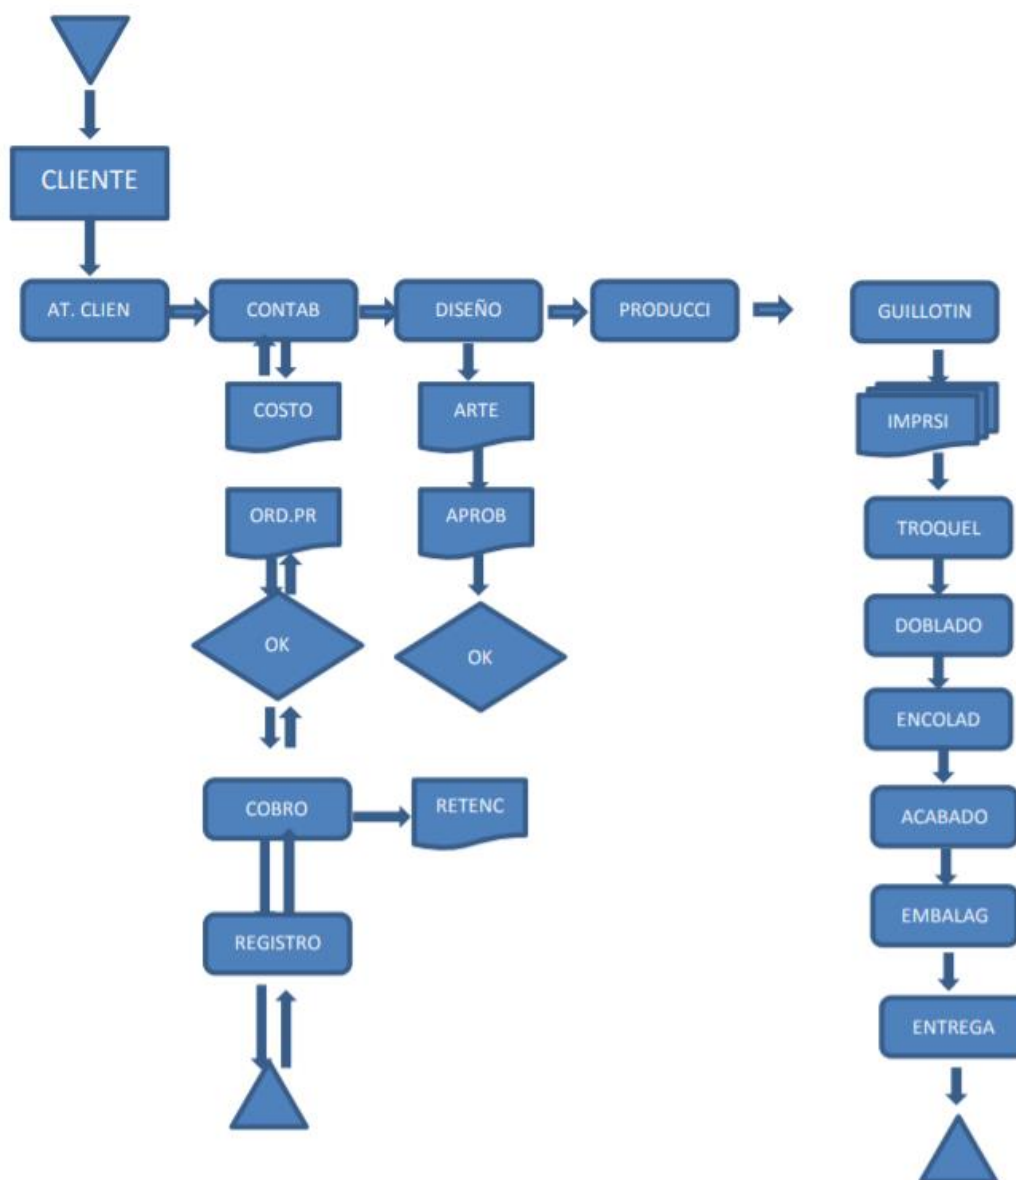 CLIENTE
AT. CLIEN
CONTAB
DISEÑO
PRODUCCI
GUILLOTIN
COSTO
ARTE
IMPRSI
ORD.PR
APROB
TROQUEL
OK
OK
DOBLADO
ENCOLAD
COBRO
RETENC
ACABADO
REGISTRO
EMBALAG
ENTREGA